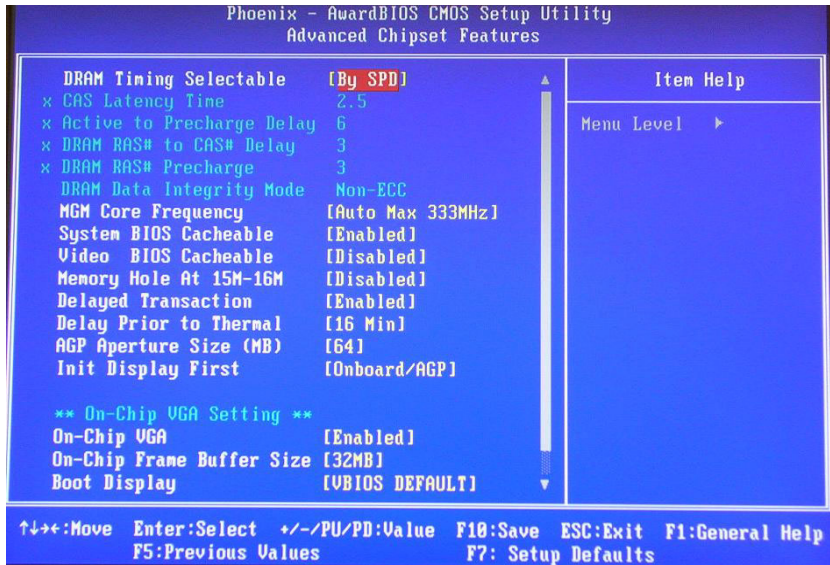 Phoenix - AwardBIOS CMOS Setup Utility
Advanced Chipset Features
DRAM Timing Selectable [By SPD]
x CAS Latency Time 2.5
x Active to Precharge Delay 6
x DRAM RAS# to CAS# Delay 3
x DRAM RAS# Precharge 3
DRAM Data Integrity Mode Non-ECC
MGM Core Frequency [Auto Max 333MHz]
System BIOS Cacheable [Enabled]
Video BIOS Cacheable [Disabled]
Memory Hole At 15M-16M [Disabled]
Delayed Transaction [Enabled]
Delay Prior to Thermal [16 Min]
AGP Aperture Size (MB) [64]
Init Display First [Onboard/AGP]
** On-Chip VGA Setting **
On-Chip VGA [Enabled]
On-Chip Frame Buffer Size [32MB]
Boot Display [VBIOS DEFAULT]
Item Help
Menu Level ▸
↑↓→←:Move Enter:Select +/-/PU/PD:Value F10:Save ESC:Exit F1:General Help
F5:Previous Values F7: Setup Defaults